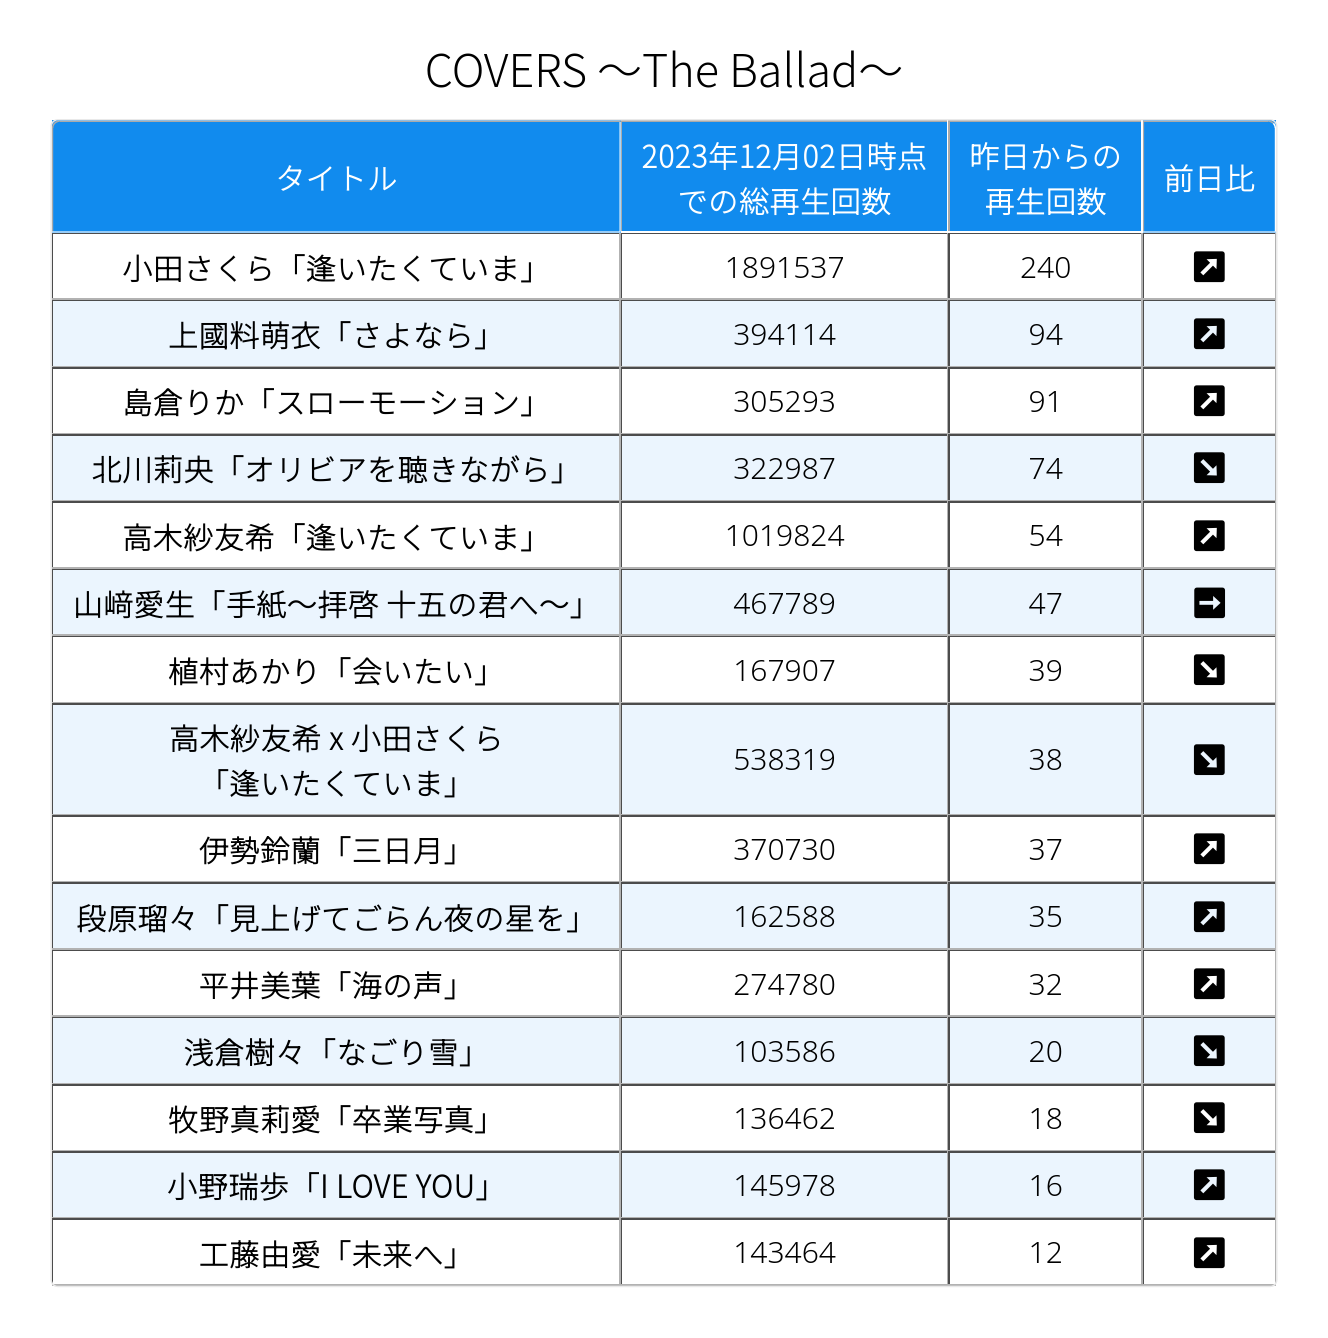 COVERS ～The Ballad～
タイトル
2023年12月02日時点
での総再生回数
昨日からの
再生回数
前日比
小田さくら「逢いたくていま」 1891537 240 ↗
上國料萌衣「さよなら」 394114 94 ↗
島倉りか「スローモーション」 305293 91 ↗
北川莉央「オリビアを聴きながら」 322987 74 ↘
高木紗友希「逢いたくていま」 1019824 54 ↗
山﨑愛生「手紙～拝啓 十五の君へ～」 467789 47 →
植村あかり「会いたい」 167907 39 ↘
高木紗友希 x 小田さくら
「逢いたくていま」 538319 38 ↘
伊勢鈴蘭「三日月」 370730 37 ↗
段原瑠々「見上げてごらん夜の星を」 162588 35 ↗
平井美葉「海の声」 274780 32 ↗
浅倉樹々「なごり雪」 103586 20 ↘
牧野真莉愛「卒業写真」 136462 18 ↘
小野瑞歩「I LOVE YOU」 145978 16 ↗
工藤由愛「未来へ」 143464 12 ↗